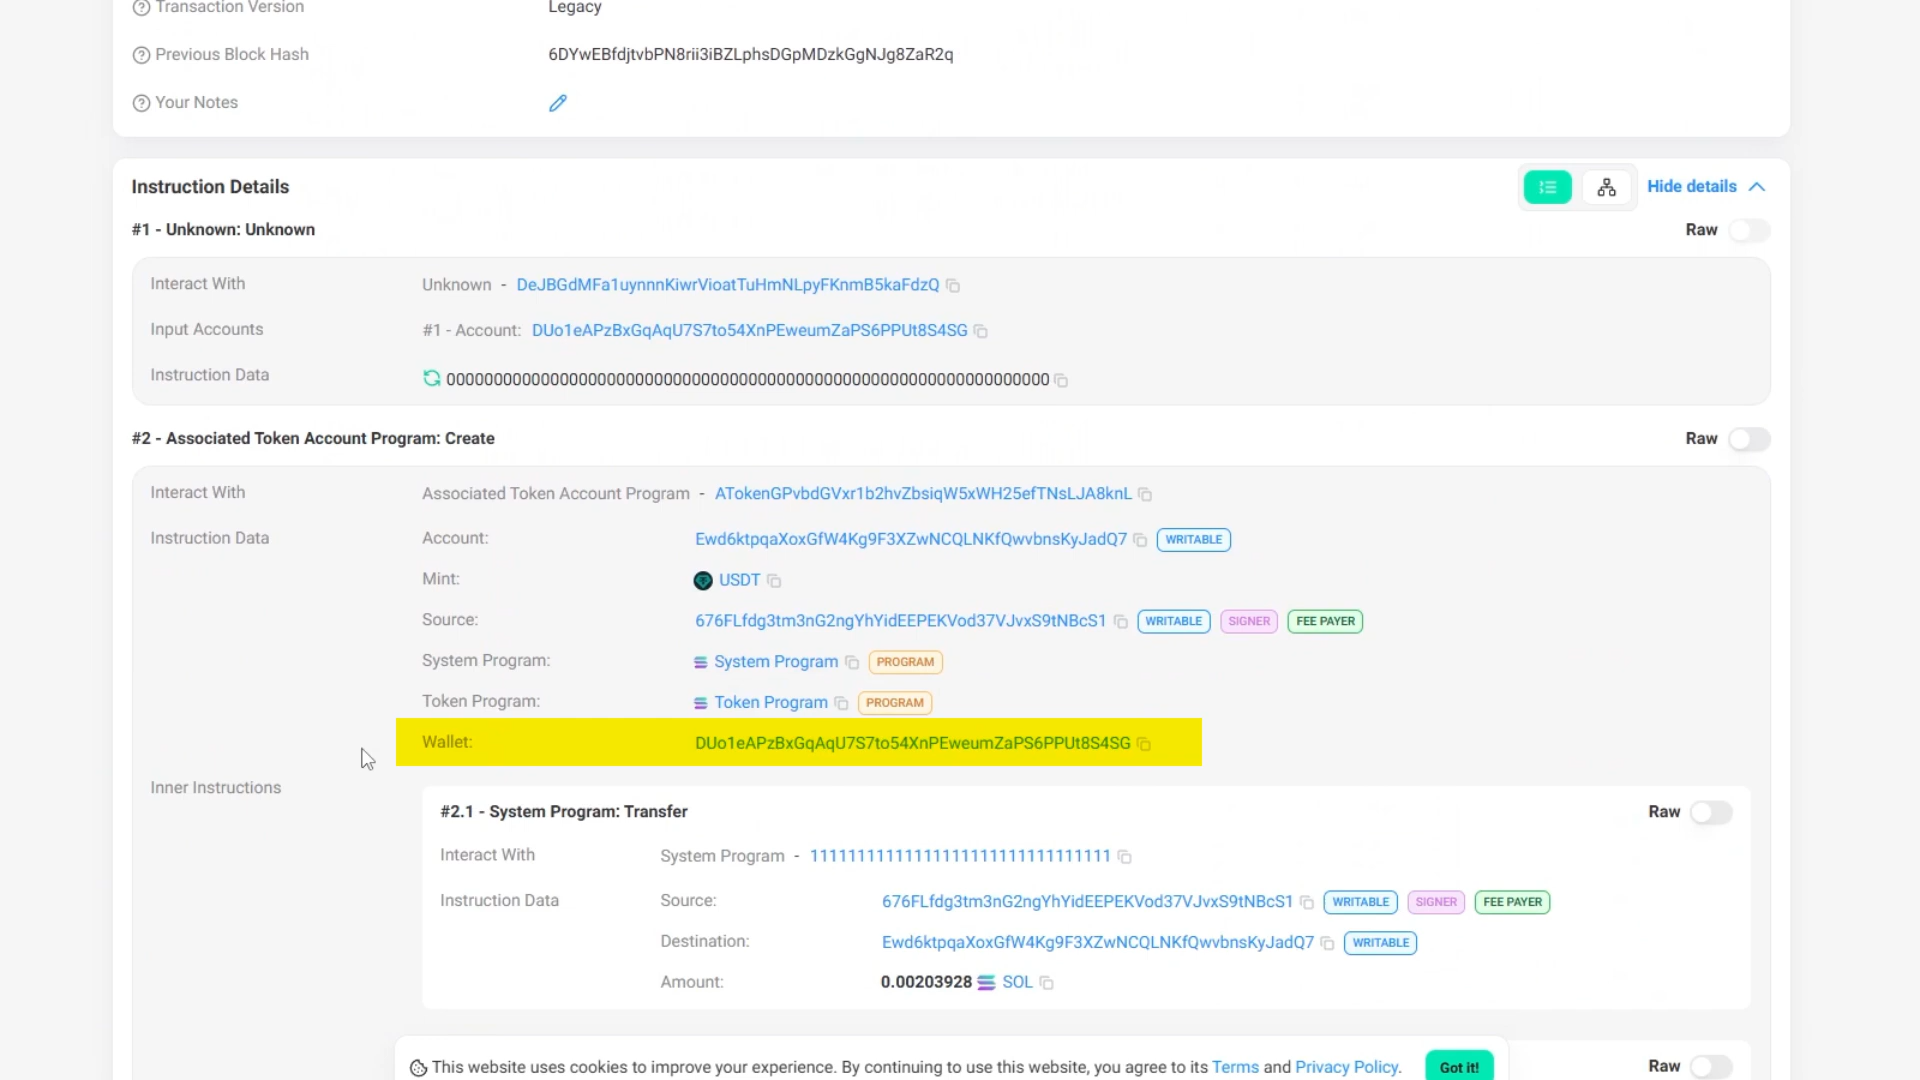 Transaction Version Legacy
Previous Block Hash 6DYwEBfdjtvbPN8rii3iBZLphsDGpMDzkGgNJg8ZaR2q
Your Notes
Instruction Details Hide details
#1 - Unknown: Unknown Raw
Interact With Unknown - DeJBGdMFa1uynnnKiwrVioatTuHmNLpyFKnmB5kaFdzQ
Input Accounts #1 - Account: DUo1eAPzBxGqAqU7S7to54XnPEweumZaPS6PPUt8S4SG
Instruction Data 0000000000000000000000000000000000000000000000000000000000000000
#2 - Associated Token Account Program: Create Raw
Interact With Associated Token Account Program - ATokenGPvbdGVxr1b2hvZbsiqW5xWH25efTNsLJA8knL
Instruction Data Account: Ewd6ktpqaXoxGfW4Kg9F3XZwNCQLNKfQwvbnsKyJadQ7 WRITABLE
Mint: USDT
Source: 676FLfdg3tm3nG2ngYhYidEEPEKVod37VJvxS9tNBcS1 WRITABLE SIGNER FEE PAYER
System Program: System Program PROGRAM
Token Program: Token Program PROGRAM
Wallet: DUo1eAPzBxGqAqU7S7to54XnPEweumZaPS6PPUt8S4SG
Inner Instructions
#2.1 - System Program: Transfer Raw
Interact With System Program - 11111111111111111111111111111111
Instruction Data Source: 676FLfdg3tm3nG2ngYhYidEEPEKVod37VJvxS9tNBcS1 WRITABLE SIGNER FEE PAYER
Destination: Ewd6ktpqaXoxGfW4Kg9F3XZwNCQLNKfQwvbnsKyJadQ7 WRITABLE
Amount: 0.00203928 SOL
This website uses cookies to improve your experience. By continuing to use this website, you agree to its Terms and Privacy Policy. Got it! Raw